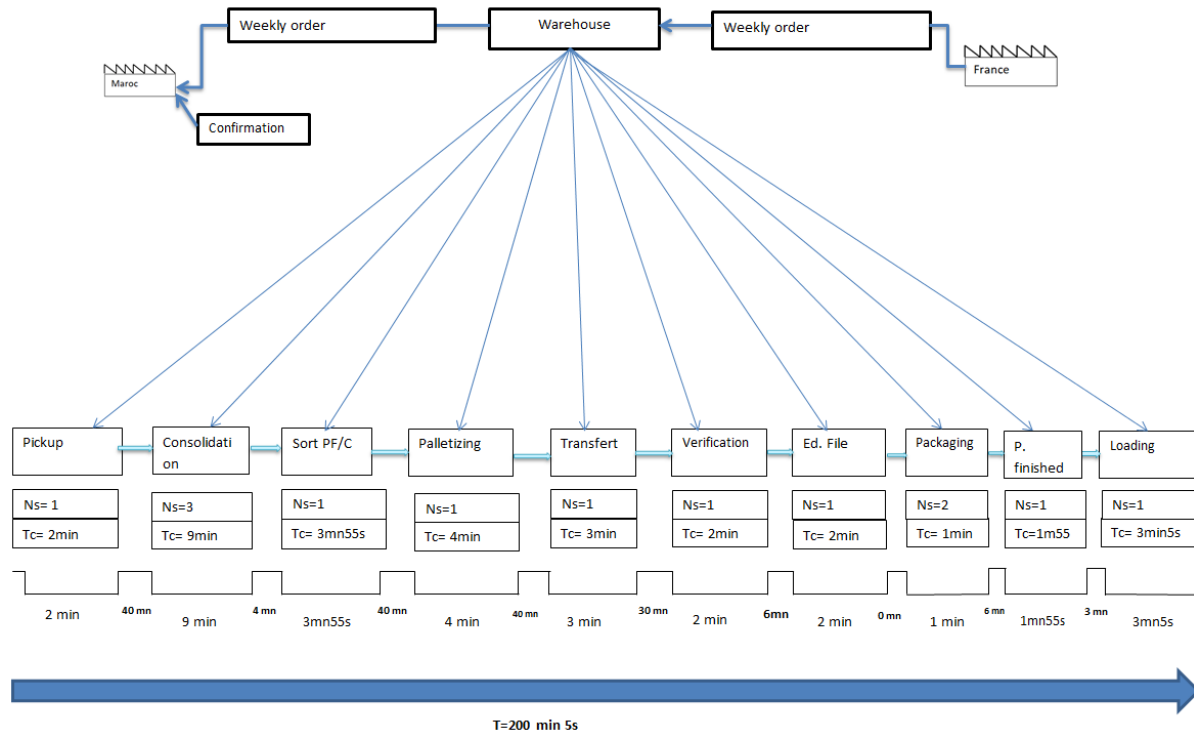 Weekly order
Warehouse
Weekly order
Maroc
France
Confirmation
Pickup
Consolidati
on
Sort PF/C
Palletizing
Transfert
Verification
Ed. File
Packaging
P.
finished
Loading
Ns= 1
Ns=3
Ns=1
Ns=1
Ns=1
Ns=1
Ns=1
Ns=2
Ns=1
Ns=1
Tc= 2min
Tc= 9min
Tc= 3mn55s
Tc= 4min
Tc= 3min
Tc= 2min
Tc= 2min
Tc= 1min
Tc=1m55
Tc= 3min5s
2 min
40 mn
9 min
4 mn
3mn55s
40 mn
4 min
40 mn
3 min
30 mn
2 min
6mn
2 min
0 mn
1 min
6 mn
1mn55s
3 mn
3mn5s
T=200 min 5s